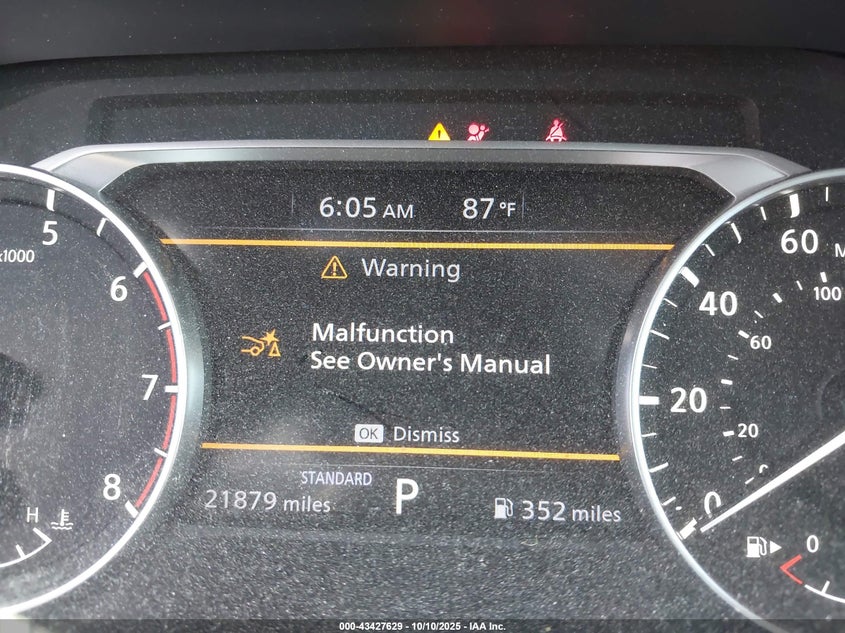 6:05 AM 87°F
5
x1000
6
7
8
H
Warning
Malfunction
See Owner's Manual
OK Dismiss
STANDARD
21879 miles P 352 miles
60
100
40
60
20
20
0
0
000-43427629 - 10/10/2025 - IAA Inc.